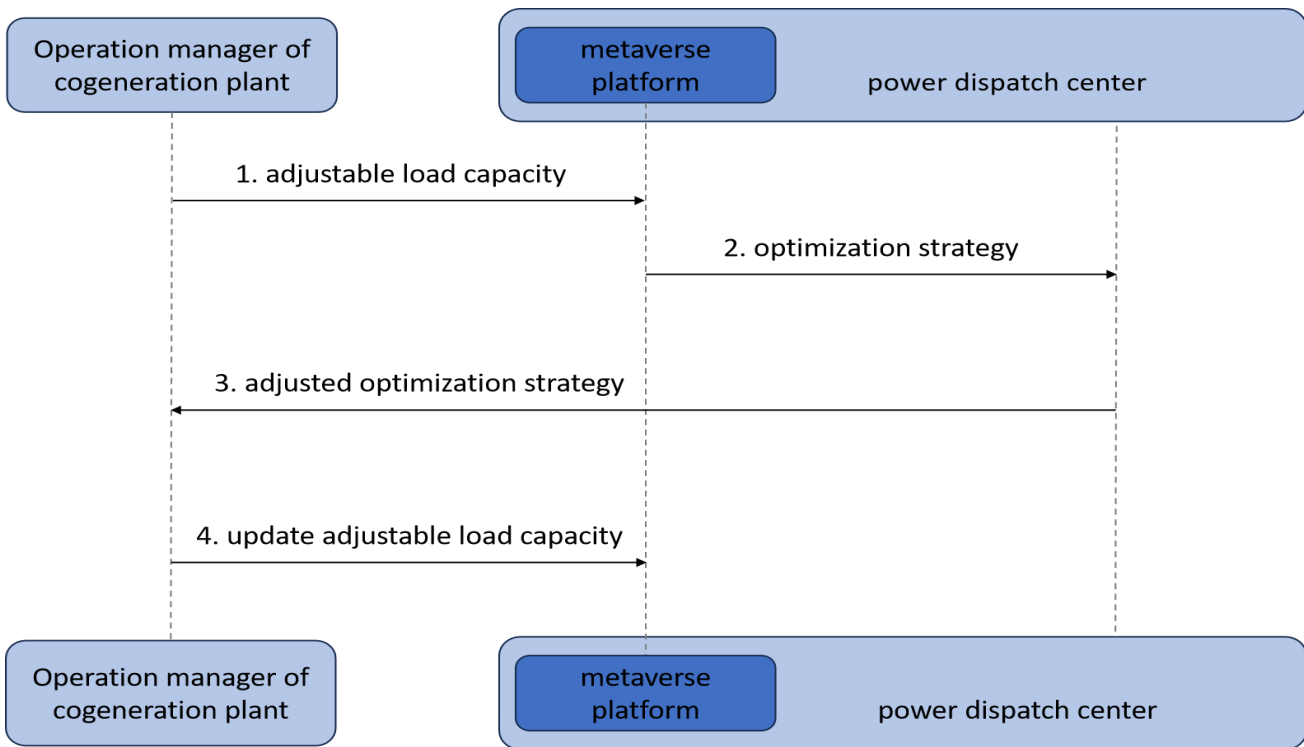 Operation manager of
cogeneration plant
metaverse
platform
power dispatch center
1. adjustable load capacity
2. optimization strategy
3. adjusted optimization strategy
4. update adjustable load capacity
Operation manager of
cogeneration plant
metaverse
platform
power dispatch center